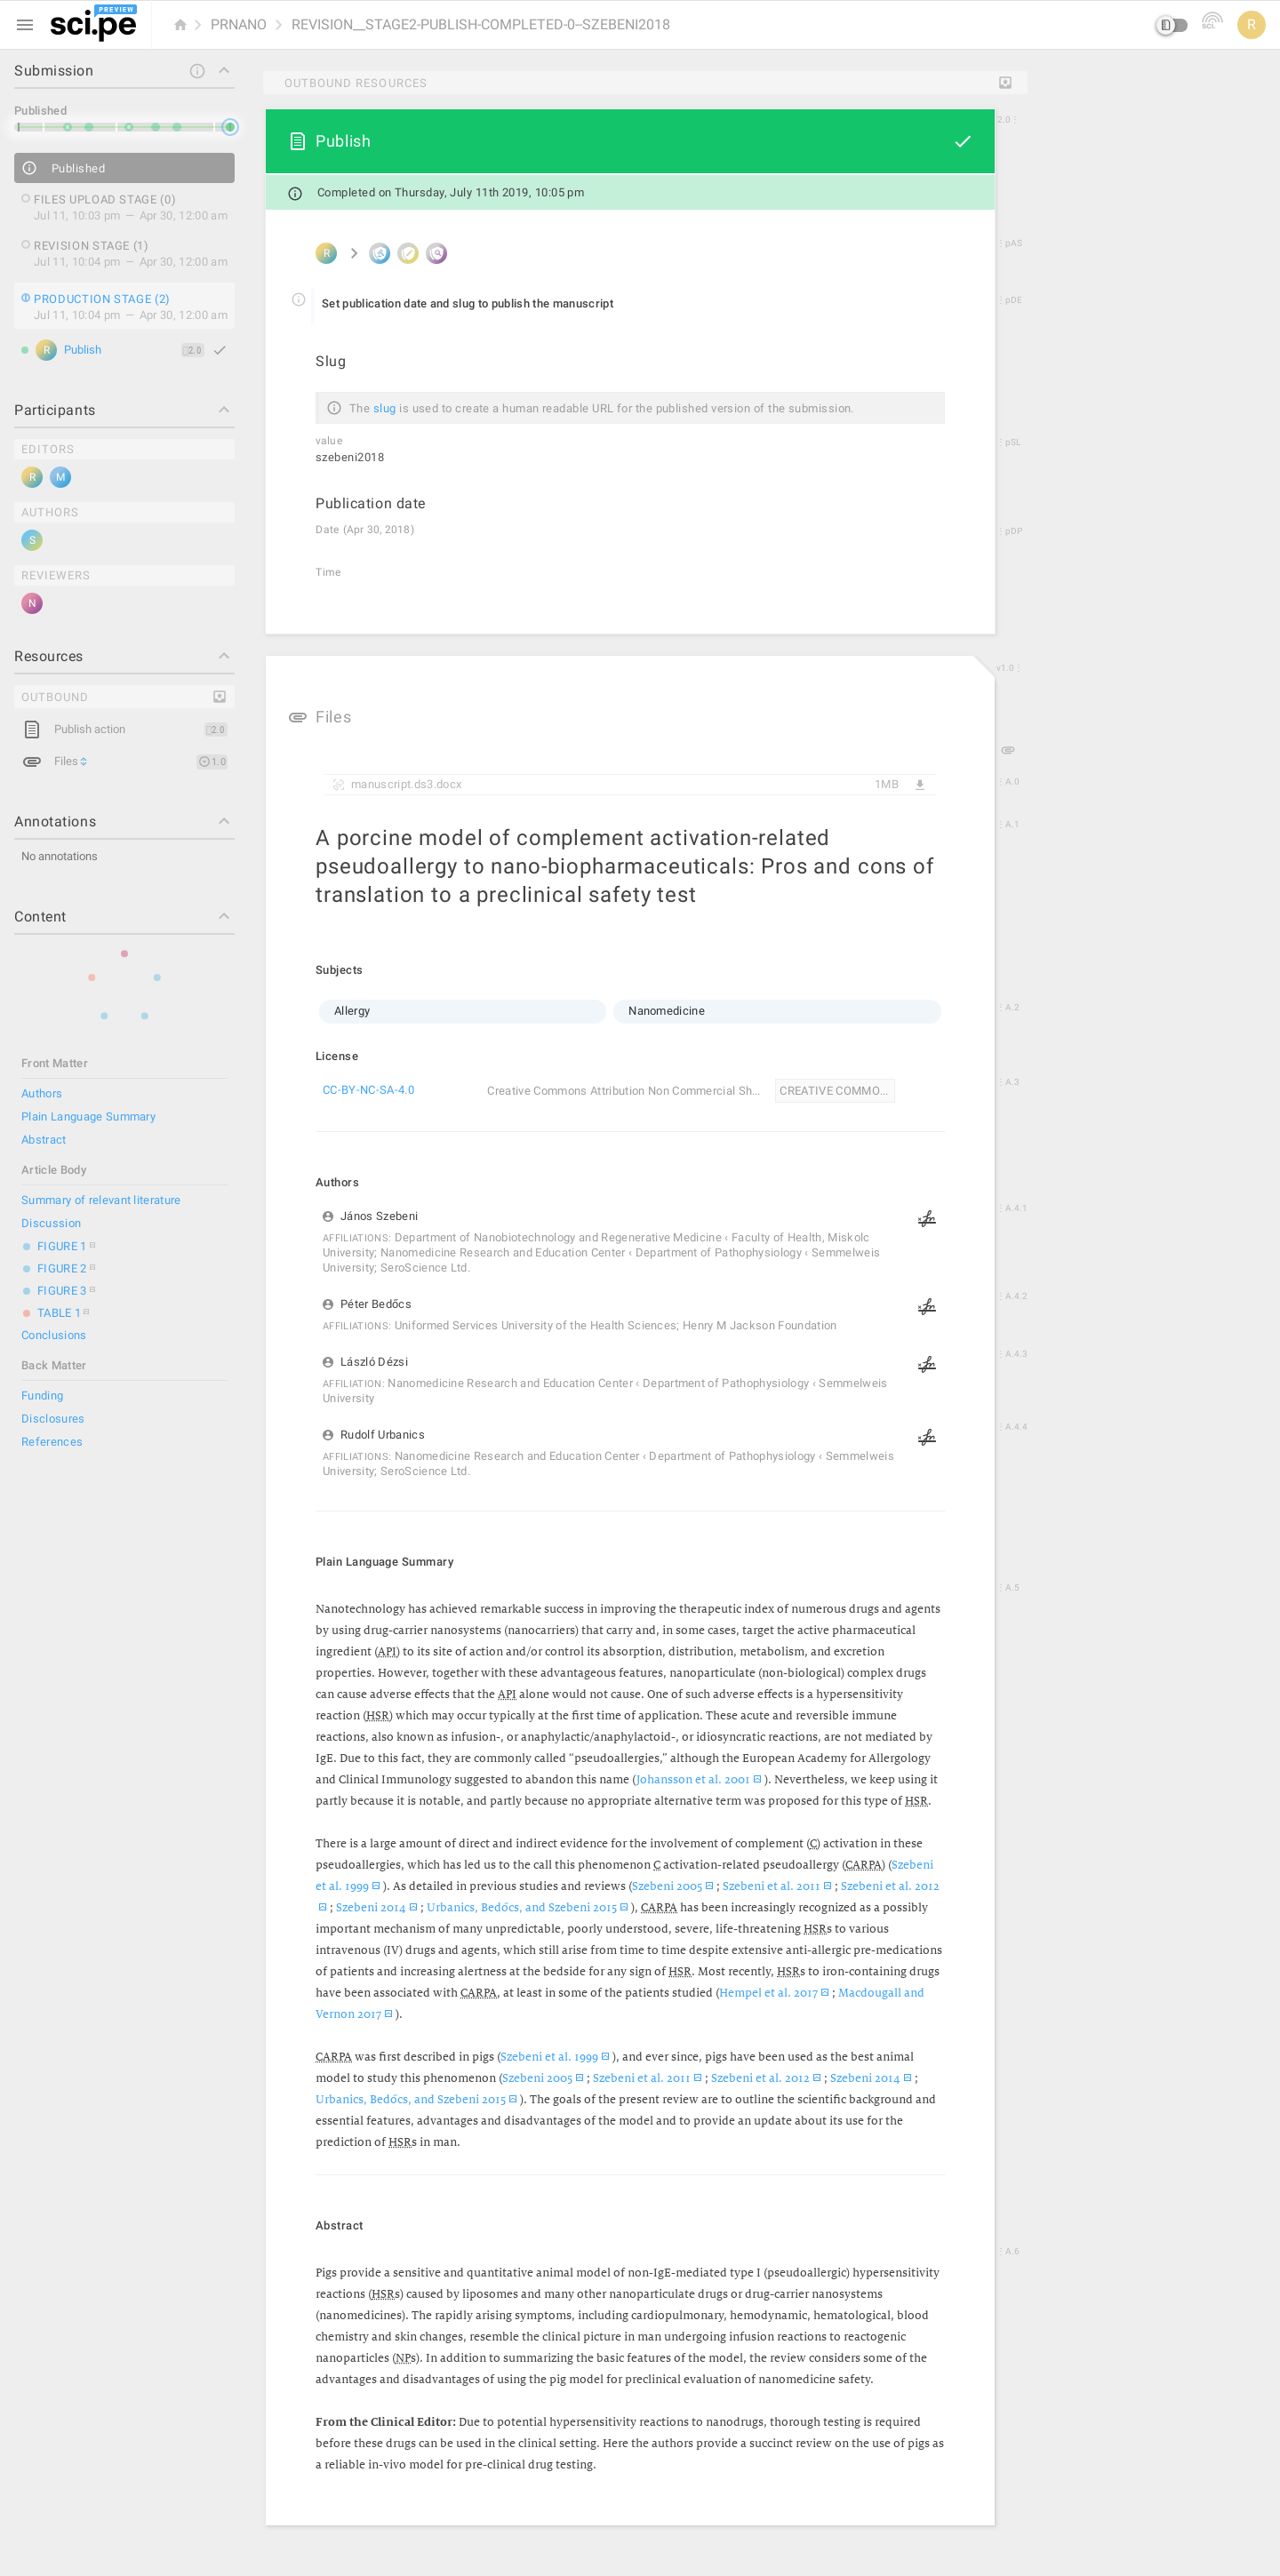 PREVIEW
sci.pe
PRNANO
REVISION__STAGE2-PUBLISH-COMPLETED-0--SZEBENI2018
SCL
R
Submission
Published
Published
FILES UPLOAD STAGE (0)
Jul 11, 10:03 pm — Apr 30, 12:00 am
REVISION STAGE (1)
Jul 11, 10:04 pm — Apr 30, 12:00 am
PRODUCTION STAGE (2)
Jul 11, 10:04 pm — Apr 30, 12:00 am
R
Publish
2.0
Participants
EDITORS
R
M
AUTHORS
S
REVIEWERS
N
Resources
OUTBOUND
Publish action
2.0
Files
1.0
Annotations
No annotations
Content
Front Matter
Authors
Plain Language Summary
Abstract
Article Body
Summary of relevant literature
Discussion
FIGURE 1
FIGURE 2
FIGURE 3
TABLE 1
Conclusions
Back Matter
Funding
Disclosures
References
OUTBOUND RESOURCES
Publish
Completed on Thursday, July 11th 2019, 10:05 pm
R
Set publication date and slug to publish the manuscript
Slug
The slug is used to create a human readable URL for the published version of the submission.
value
szebeni2018
Publication date
Date (Apr 30, 2018)
Time
Files
manuscript.ds3.docx
1MB
A porcine model of complement activation-related
pseudoallergy to nano-biopharmaceuticals: Pros and cons of
translation to a preclinical safety test
Subjects
Allergy
Nanomedicine
License
CC-BY-NC-SA-4.0
Creative Commons Attribution Non Commercial Sh...
CREATIVE COMMO...
Authors
János Szebeni
AFFILIATIONS: Department of Nanobiotechnology and Regenerative Medicine ‹ Faculty of Health, Miskolc
University; Nanomedicine Research and Education Center ‹ Department of Pathophysiology ‹ Semmelweis
University; SeroScience Ltd.
Péter Bedőcs
AFFILIATIONS: Uniformed Services University of the Health Sciences; Henry M Jackson Foundation
László Dézsi
AFFILIATION: Nanomedicine Research and Education Center ‹ Department of Pathophysiology ‹ Semmelweis
University
Rudolf Urbanics
AFFILIATIONS: Nanomedicine Research and Education Center ‹ Department of Pathophysiology ‹ Semmelweis
University; SeroScience Ltd.
Plain Language Summary
Nanotechnology has achieved remarkable success in improving the therapeutic index of numerous drugs and agents
by using drug-carrier nanosystems (nanocarriers) that carry and, in some cases, target the active pharmaceutical
ingredient (API) to its site of action and/or control its absorption, distribution, metabolism, and excretion
properties. However, together with these advantageous features, nanoparticulate (non-biological) complex drugs
can cause adverse effects that the API alone would not cause. One of such adverse effects is a hypersensitivity
reaction (HSR) which may occur typically at the first time of application. These acute and reversible immune
reactions, also known as infusion-, or anaphylactic/anaphylactoid-, or idiosyncratic reactions, are not mediated by
IgE. Due to this fact, they are commonly called "pseudoallergies," although the European Academy for Allergology
and Clinical Immunology suggested to abandon this name (Johansson et al. 2001 ). Nevertheless, we keep using it
partly because it is notable, and partly because no appropriate alternative term was proposed for this type of HSR.
There is a large amount of direct and indirect evidence for the involvement of complement (C) activation in these
pseudoallergies, which has led us to the call this phenomenon C activation-related pseudoallergy (CARPA) (Szebeni
et al. 1999 ). As detailed in previous studies and reviews (Szebeni 2005 ; Szebeni et al. 2011 ; Szebeni et al. 2012
; Szebeni 2014 ; Urbanics, Bedőcs, and Szebeni 2015 ), CARPA has been increasingly recognized as a possibly
important mechanism of many unpredictable, poorly understood, severe, life-threatening HSRs to various
intravenous (IV) drugs and agents, which still arise from time to time despite extensive anti-allergic pre-medications
of patients and increasing alertness at the bedside for any sign of HSR. Most recently, HSRs to iron-containing drugs
have been associated with CARPA, at least in some of the patients studied (Hempel et al. 2017 ; Macdougall and
Vernon 2017 ).
CARPA was first described in pigs (Szebeni et al. 1999 ), and ever since, pigs have been used as the best animal
model to study this phenomenon (Szebeni 2005 ; Szebeni et al. 2011 ; Szebeni et al. 2012 ; Szebeni 2014 ;
Urbanics, Bedőcs, and Szebeni 2015 ). The goals of the present review are to outline the scientific background and
essential features, advantages and disadvantages of the model and to provide an update about its use for the
prediction of HSRs in man.
Abstract
Pigs provide a sensitive and quantitative animal model of non-IgE-mediated type I (pseudoallergic) hypersensitivity
reactions (HSRs) caused by liposomes and many other nanoparticulate drugs or drug-carrier nanosystems
(nanomedicines). The rapidly arising symptoms, including cardiopulmonary, hemodynamic, hematological, blood
chemistry and skin changes, resemble the clinical picture in man undergoing infusion reactions to reactogenic
nanoparticles (NPs). In addition to summarizing the basic features of the model, the review considers some of the
advantages and disadvantages of using the pig model for preclinical evaluation of nanomedicine safety.
From the Clinical Editor: Due to potential hypersensitivity reactions to nanodrugs, thorough testing is required
before these drugs can be used in the clinical setting. Here the authors provide a succinct review on the use of pigs as
a reliable in-vivo model for pre-clinical drug testing.
2.0
pAS
pDE
pSL
pDP
v1.0
A.0
A.1
A.2
A.3
A.4.1
A.4.2
A.4.3
A.4.4
A.5
A.6